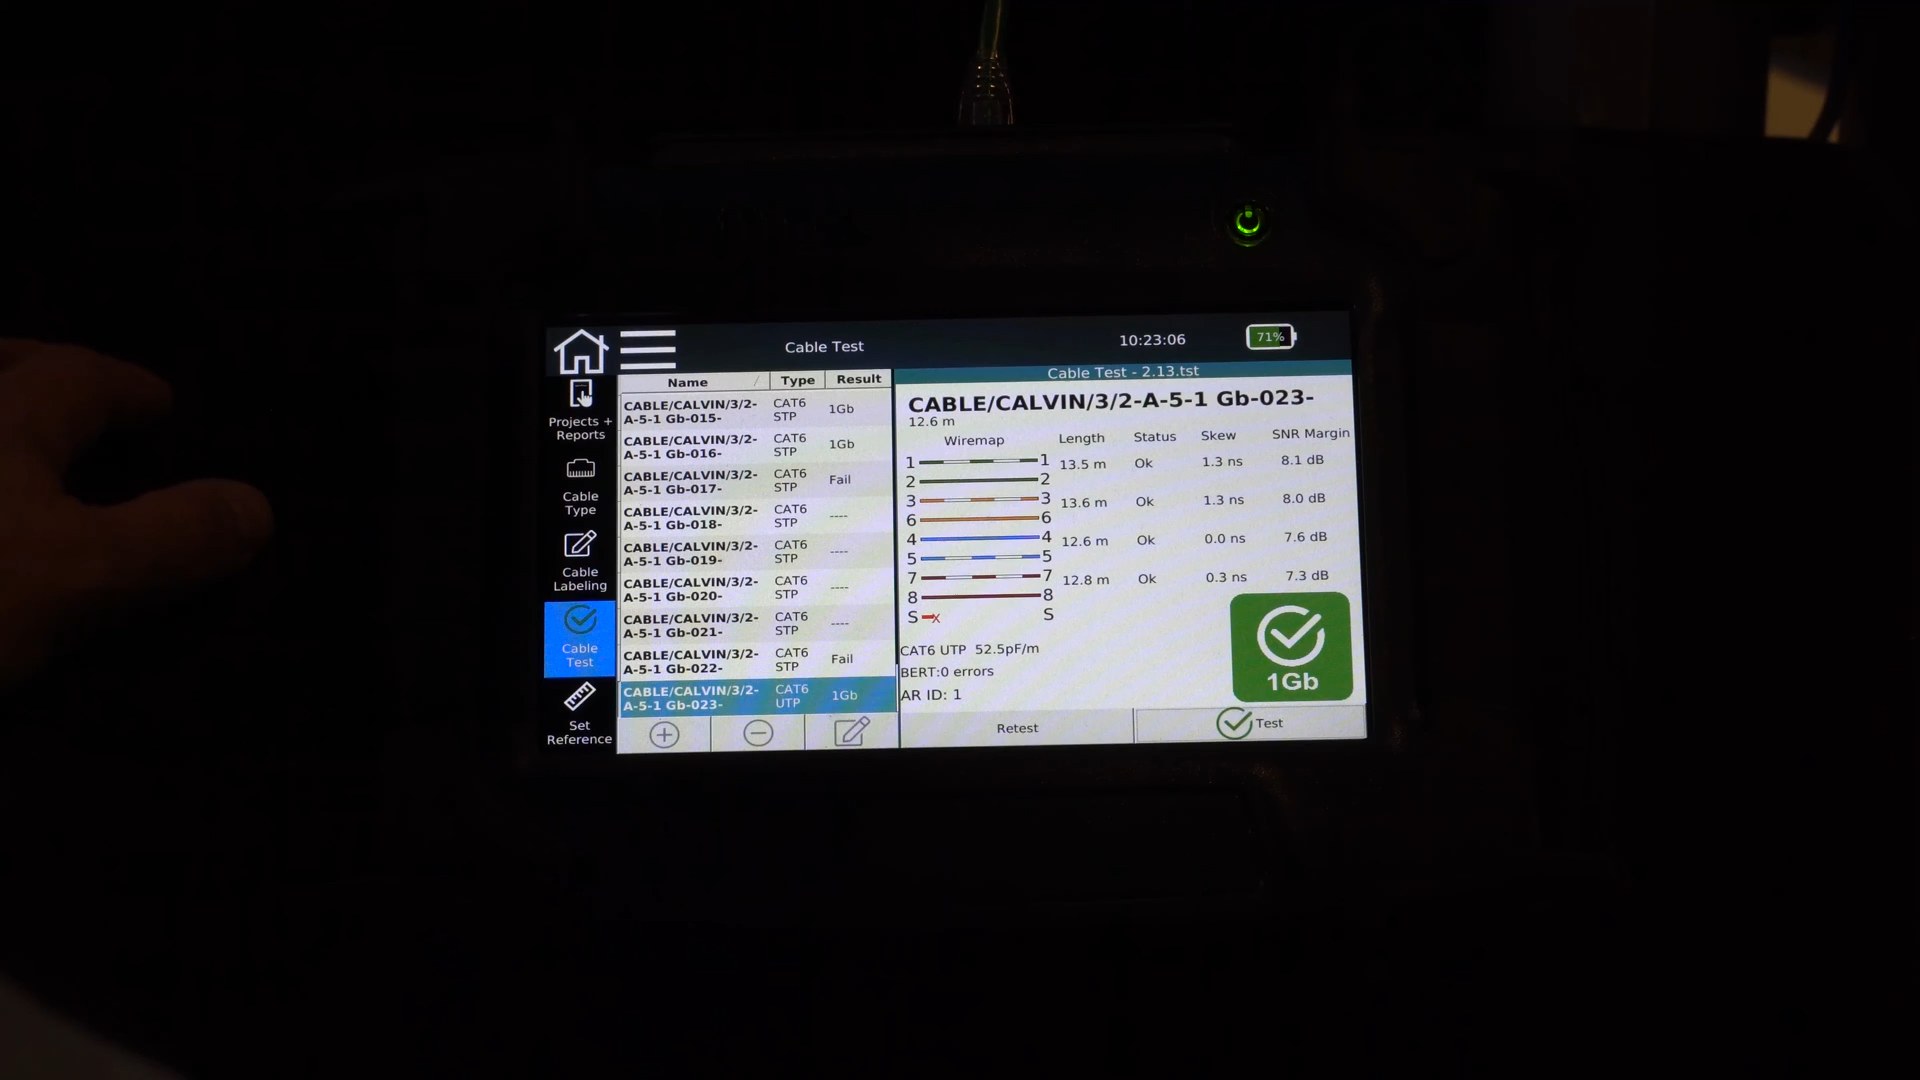 Cable Test
10:23:06
71%
Projects +
Reports
Cable
Type
Cable
Labeling
Cable
Test
Set
Reference
Name Type Result
CABLE/CALVIN/3/2- CAT6 1Gb
A-5-1 Gb-015- STP
CABLE/CALVIN/3/2- CAT6 1Gb
A-5-1 Gb-016- STP
CABLE/CALVIN/3/2- CAT6 Fail
A-5-1 Gb-017- STP
CABLE/CALVIN/3/2- CAT6 ----
A-5-1 Gb-018- STP
CABLE/CALVIN/3/2- CAT6 ----
A-5-1 Gb-019- STP
CABLE/CALVIN/3/2- CAT6 ----
A-5-1 Gb-020- STP
CABLE/CALVIN/3/2- CAT6 ----
A-5-1 Gb-021- STP
CABLE/CALVIN/3/2- CAT6 Fail
A-5-1 Gb-022- STP
CABLE/CALVIN/3/2- CAT6 1Gb
A-5-1 Gb-023- UTP
Cable Test - 2.13.tst
CABLE/CALVIN/3/2-A-5-1 Gb-023-
12.6 m
Wiremap Length Status Skew SNR Margin
1 1 13.5 m Ok 1.3 ns 8.1 dB
2 2
3 3 13.6 m Ok 1.3 ns 8.0 dB
6 6
4 4 12.6 m Ok 0.0 ns 7.6 dB
5 5
7 7 12.8 m Ok 0.3 ns 7.3 dB
8 8
S x S
CAT6 UTP 52.5pF/m
BERT:0 errors
AR ID: 1
1Gb
Retest
Test